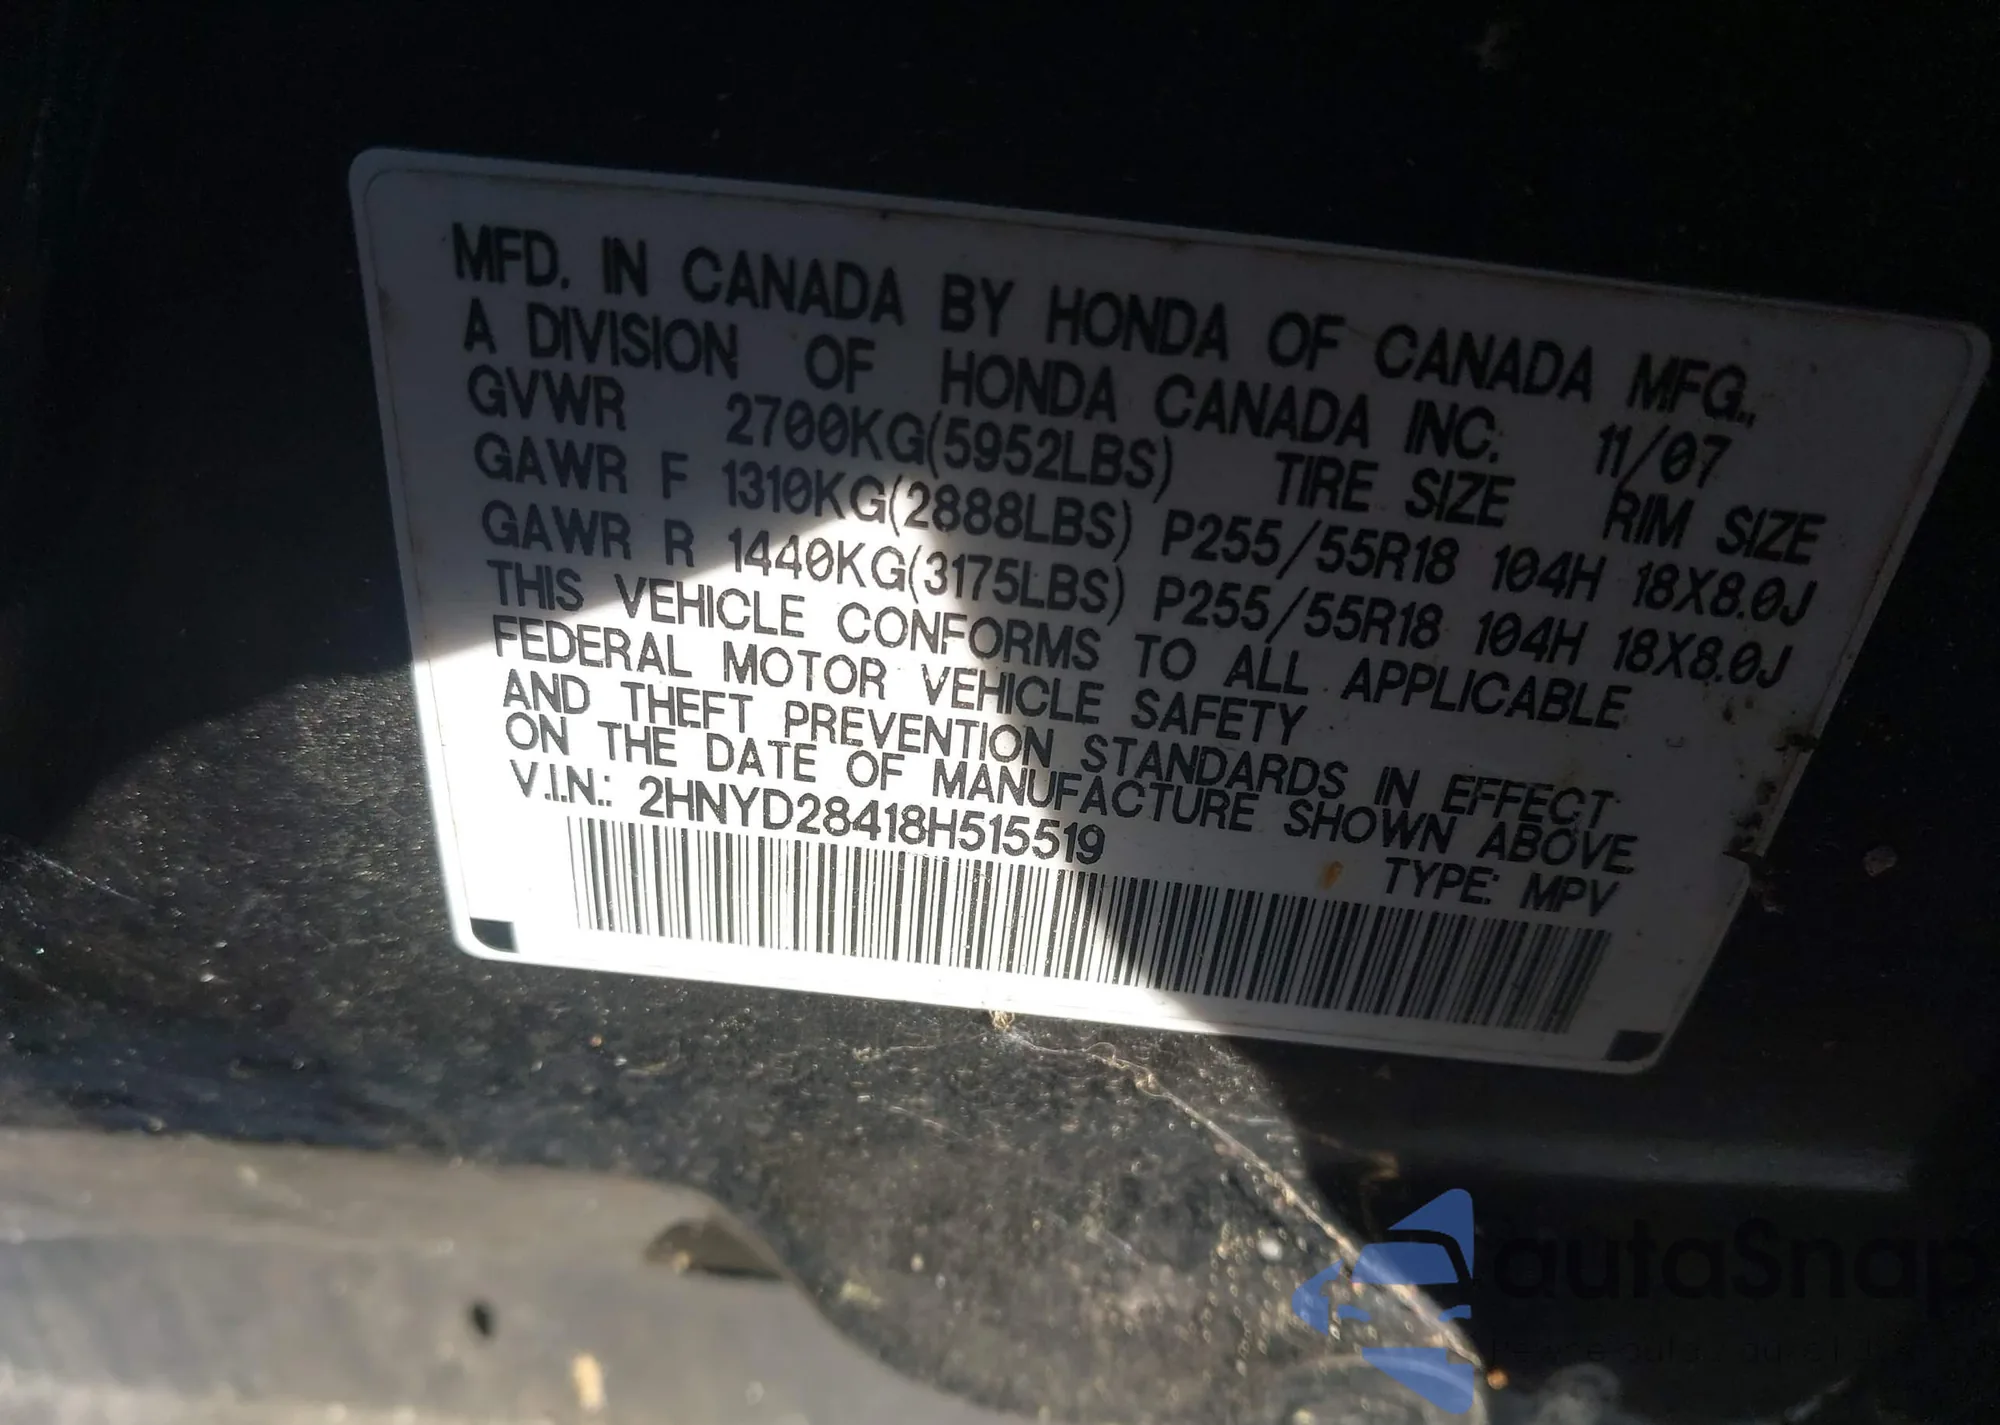 MFD. IN CANADA BY HONDA OF CANADA MFG.,
A DIVISION OF HONDA CANADA INC. 11/07
GVWR 2700KG(5952LBS) TIRE SIZE RIM SIZE
GAWR F 1310KG(2888LBS) P255/55R18 104H 18X8.0J
GAWR R 1440KG(3175LBS) P255/55R18 104H 18X8.0J
THIS VEHICLE CONFORMS TO ALL APPLICABLE
FEDERAL MOTOR VEHICLE SAFETY
AND THEFT PREVENTION STANDARDS IN EFFECT
ON THE DATE OF MANUFACTURE SHOWN ABOVE
V.I.N.: 2HNYD28418H515519 TYPE: MPV
autaSnap